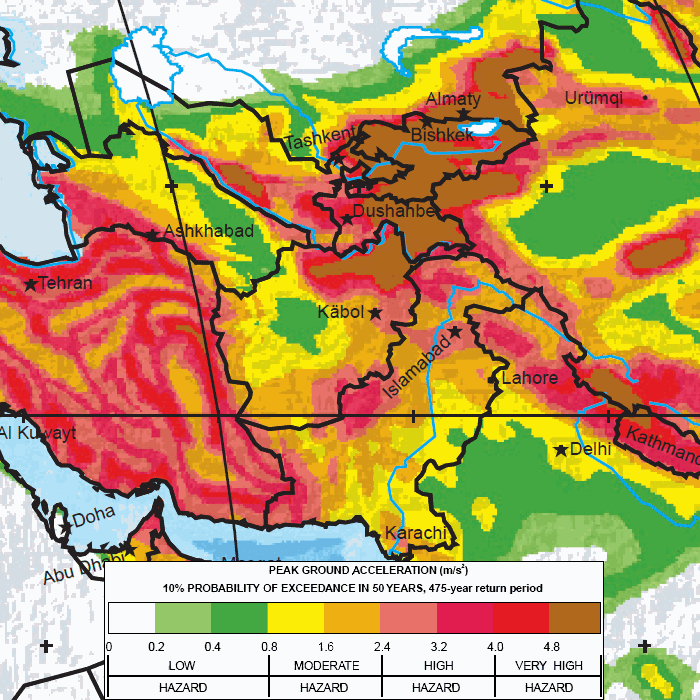 Almaty
Urümqi
Tashkent
Bishkek
Dushanbe
Ashkhabad
Tehran
Käbol
Islamabad
Lahore
Al Kuwayt
Delhi
Kathmand
Doha
Karachi
Abu Dhabi
PEAK GROUND ACCELERATION (m/s²)
10% PROBABILITY OF EXCEEDANCE IN 50 YEARS, 475-year return period
0 0.2 0.4 0.8 1.6 2.4 3.2 4.0 4.8
LOW MODERATE HIGH VERY HIGH
HAZARD HAZARD HAZARD HAZARD